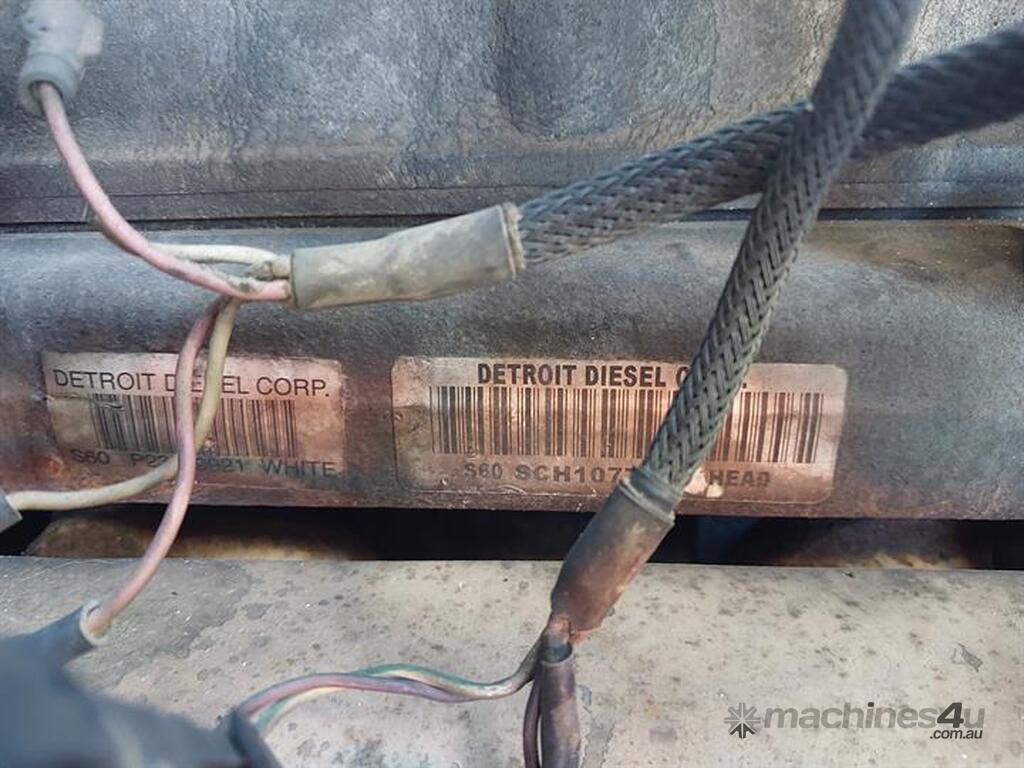 DETROIT DIESEL CORP.
S60 WHITE
DETROIT DIESEL
S60 HEAD
machines4u
.com.au